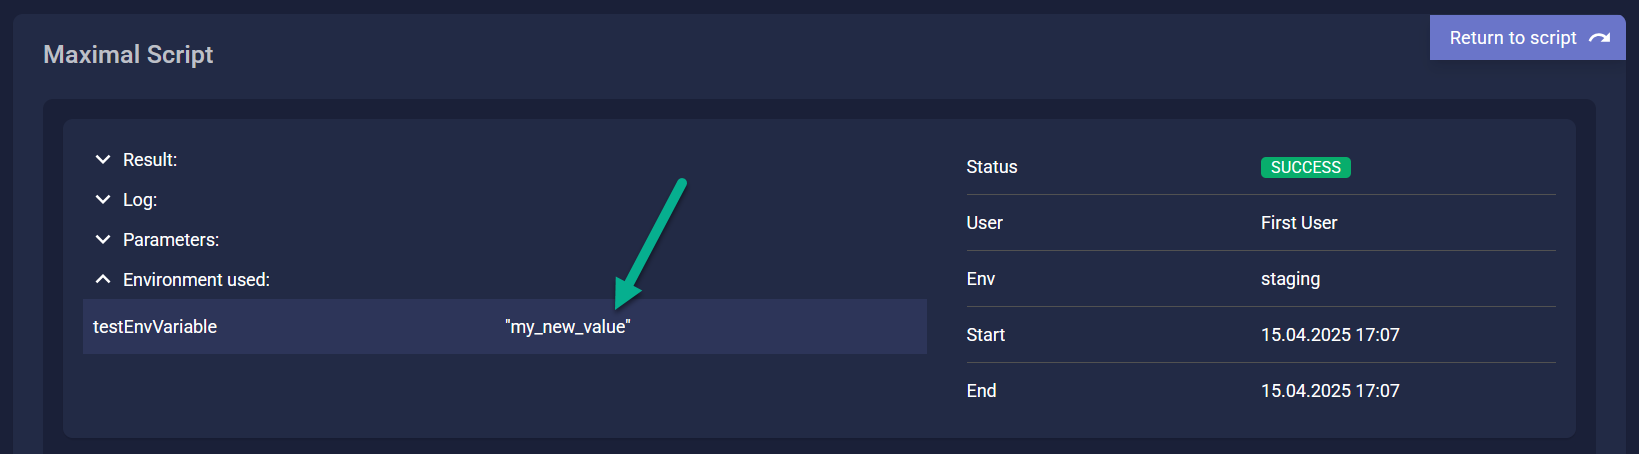 Maximal Script
Return to script
Result:
Log:
Parameters:
Environment used:
testEnvVariable "my_new_value"
Status SUCCESS
User First User
Env staging
Start 15.04.2025 17:07
End 15.04.2025 17:07